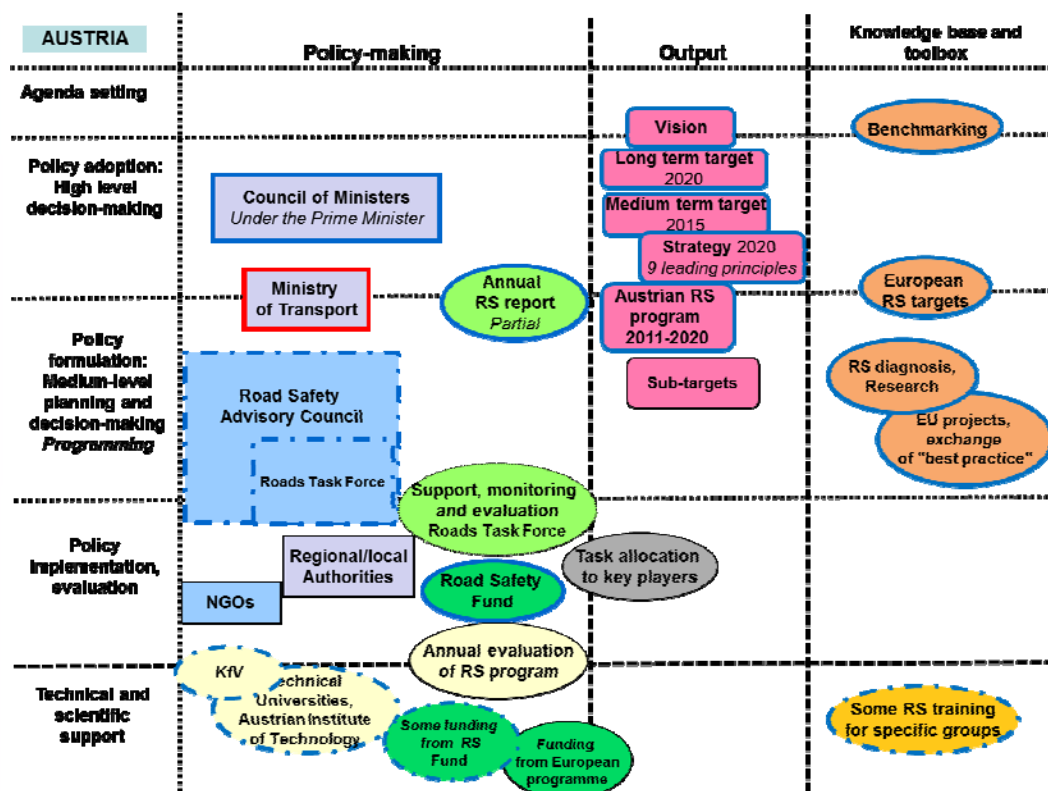 AUSTRIA
Policy-making
Output
Knowledge base and
toolbox
Agenda setting
Vision
Benchmarking
Policy adoption:
High level
decision-making
Council of Ministers
Under the Prime Minister
Long term target
2020
Medium term target
2015
Strategy 2020
9 leading principles
Ministry
of Transport
Annual
RS report
Partial
Austrian RS
program
2011-2020
European
RS targets
Policy
formulation:
Medium-level
planning and
decision-making
Programming
Road Safety
Advisory Council
Roads Task Force
Sub-targets
RS diagnosis,
Research
EU projects,
exchange
of "best practice"
Support, monitoring
and evaluation
Roads Task Force
Policy
implementation,
evaluation
Regional/local
Authorities
NGOs
Road Safety
Fund
Task allocation
to key players
Annual evaluation
of RS program
Technical and
scientific
support
KfV
Technical
Universities,
Austrian Institute
of Technology
Some funding
from RS
Fund
Funding
from European
programme
Some RS training
for specific groups